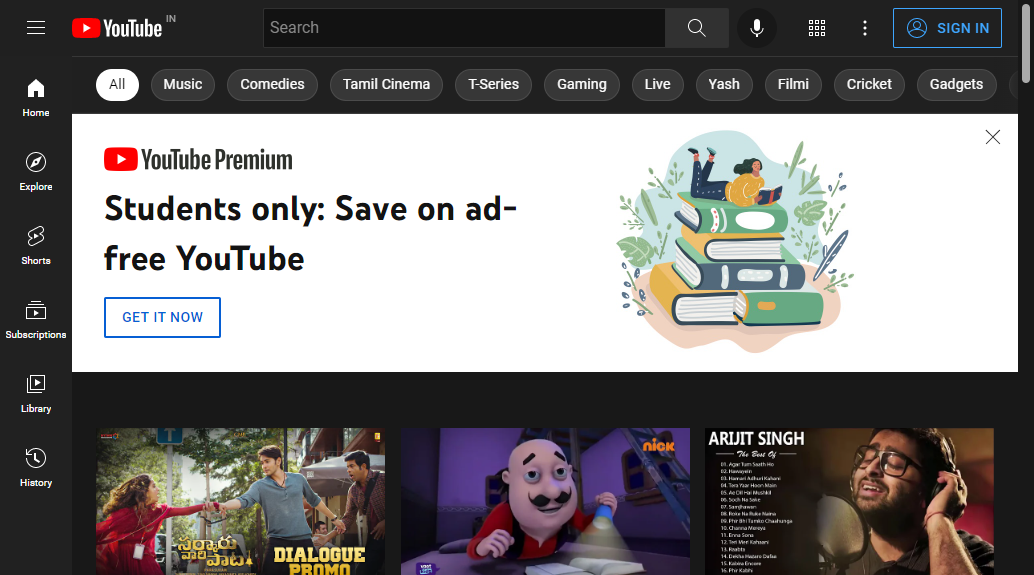 YouTube IN
Search
SIGN IN
All
Music
Comedies
Tamil Cinema
T-Series
Gaming
Live
Yash
Filmi
Cricket
Gadgets
Home
Explore
Shorts
Subscriptions
Library
History
YouTube Premium
Students only: Save on ad-
free YouTube
GET IT NOW
సర్కారు
వారి పాట
DIALOGUE
PROMO
nick
ARIJIT SINGH
The Best Of
01. Agar Tum Saath Ho
02. Hawayein
03. Hamari Adhuri Kahani
04. Tera Yaar Hoon Main
05. Ae Dil Hai Mushkil
06. Soch Na Sake
07. Samjhawan
08. Roke Na Ruke Naina
09. Phir Bhi Tumko Chaahunga
10. Channa Mereya
11. Enna Sona
12. Teri Meri Kahaani
13. Raabta
14. Dekha Hazaro Dafaa
15. Kabira Encore
16. Phir Kabhi